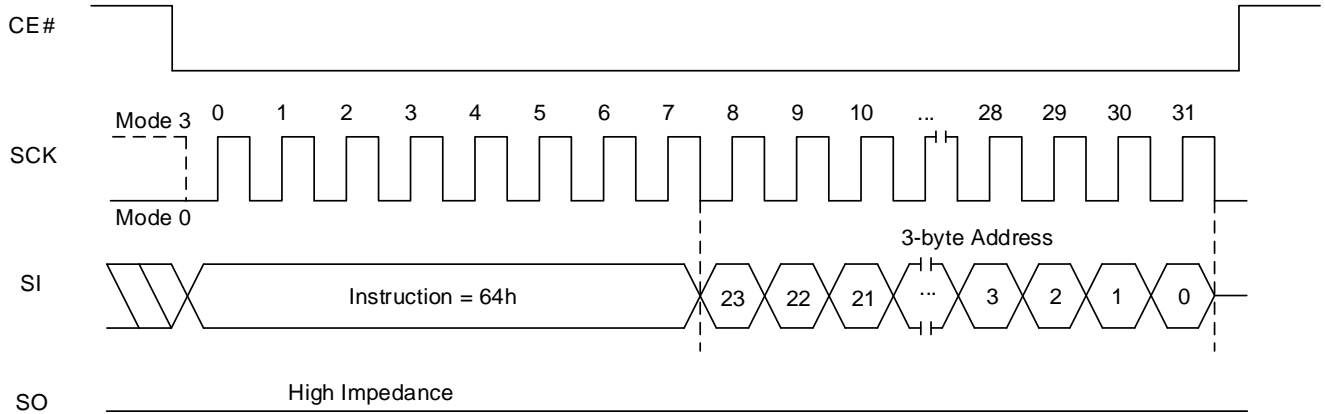 CE#
Mode 3
0 1 2 3 4 5 6 7 8 9 10 ... 28 29 30 31
SCK
Mode 0
3-byte Address
SI
Instruction = 64h
23 22 21 ... 3 2 1 0
High Impedance
SO